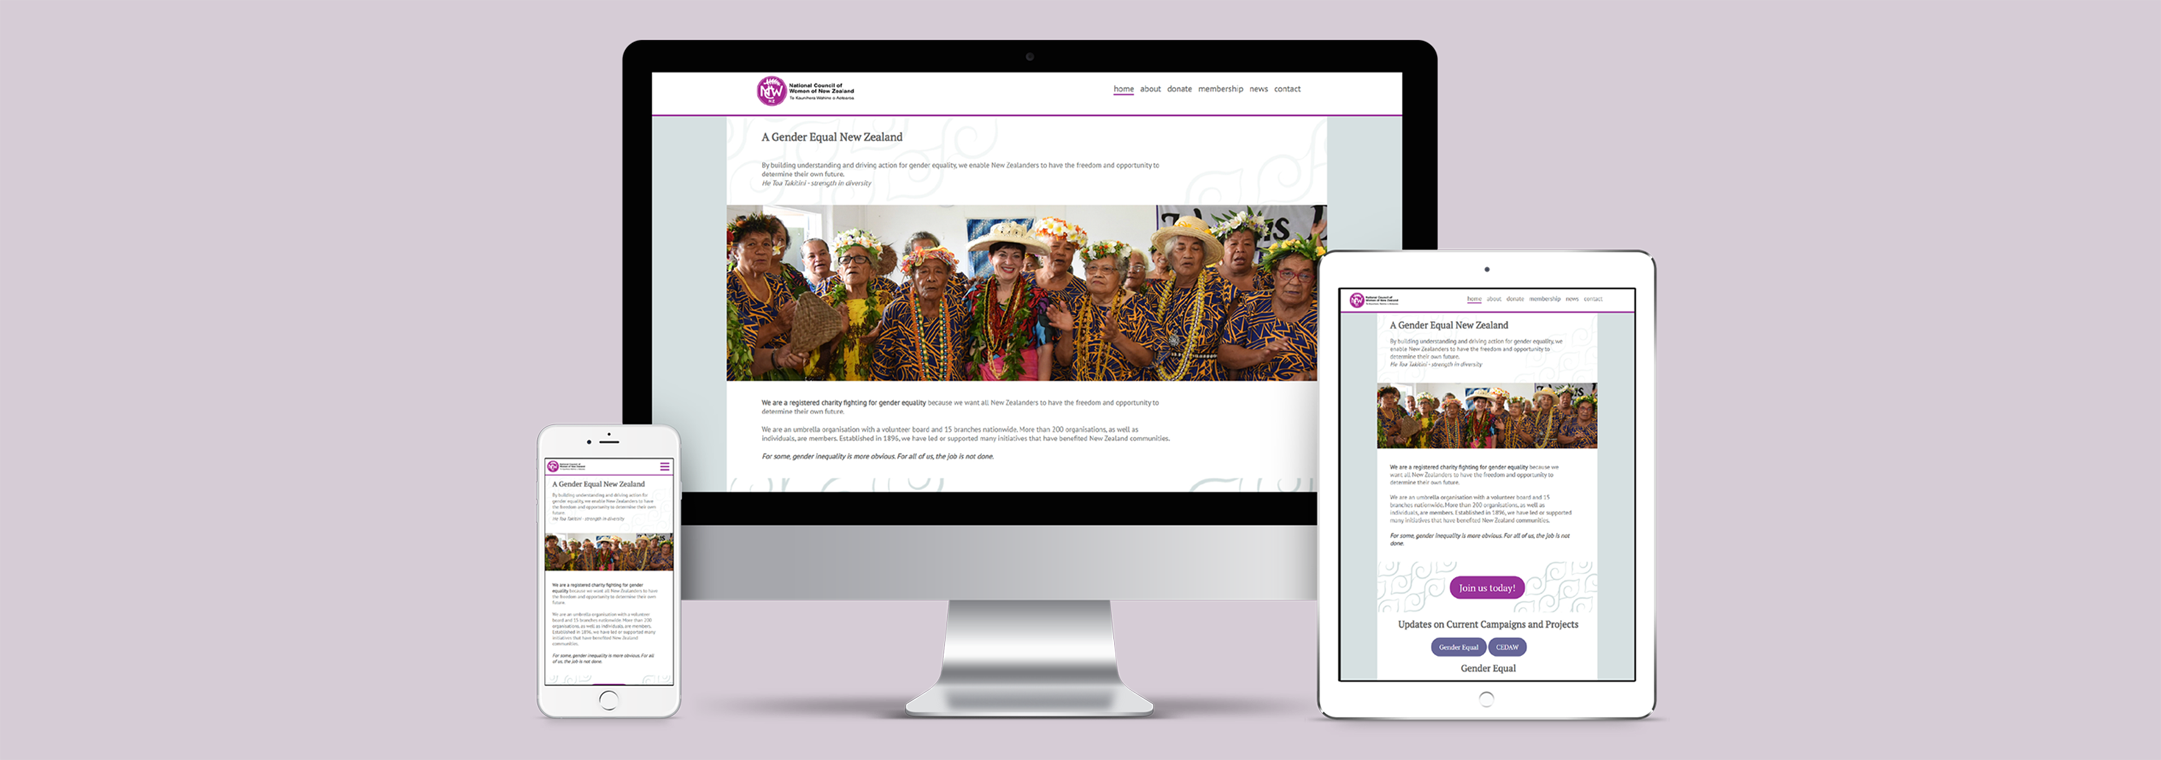 National Council of
Women of New Zealand
Te Kaunihera Wahine o Aotearoa
home about donate membership news contact
A Gender Equal New Zealand
By building understanding and driving action for gender equality, we enable New Zealanders to have the freedom and opportunity to
determine their own future.
He Toa Takitini - strength in diversity
We are a registered charity fighting for gender equality because we want all New Zealanders to have the freedom and opportunity to
determine their own future.
We are an umbrella organisation with a volunteer board and 15 branches nationwide. More than 200 organisations, as well as
individuals, are members. Established in 1896, we have led or supported many initiatives that have benefited New Zealand communities.
For some, gender inequality is more obvious. For all of us, the job is not done.
National Council of
Women of New Zealand
A Gender Equal New Zealand
By building understanding and driving action for
gender equality, we enable New Zealanders to have
the freedom and opportunity to determine their own
future.
He Toa Takitini - strength in diversity
We are a registered charity fighting for gender
equality because we want all New Zealanders to have
the freedom and opportunity to determine their own
future.
We are an umbrella organisation with a volunteer
board and 15 branches nationwide. More than 200
organisations, as well as individuals, are members.
Established in 1896, we have led or supported many
initiatives that have benefited New Zealand
communities.
For some, gender inequality is more obvious. For all
of us, the job is not done.
National Council of
Women of New Zealand
home about donate membership news contact
A Gender Equal New Zealand
By building understanding and driving action for gender equality, we
enable New Zealanders to have the freedom and opportunity to
determine their own future.
He Toa Takitini - strength in diversity
We are a registered charity fighting for gender equality because we
want all New Zealanders to have the freedom and opportunity to
determine their own future.
We are an umbrella organisation with a volunteer board and 15
branches nationwide. More than 200 organisations, as well as
individuals, are members. Established in 1896, we have led or supported
many initiatives that have benefited New Zealand communities.
For some, gender inequality is more obvious. For all of us, the job is not
done.
Join us today!
Updates on Current Campaigns and Projects
Gender Equal CEDAW
Gender Equal